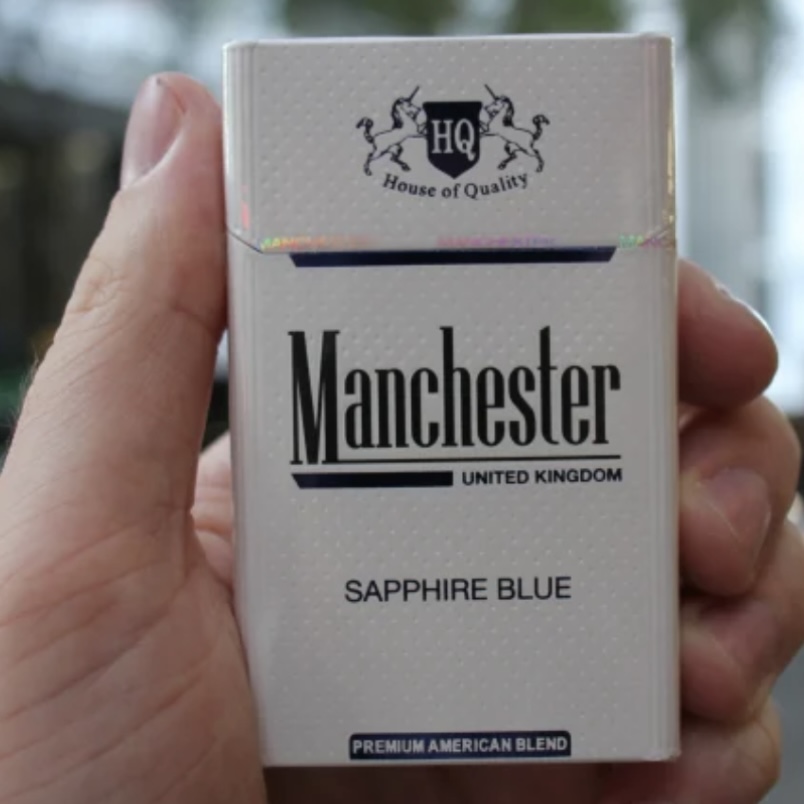 HQ
House of Quality
Manchester
UNITED KINGDOM
SAPPHIRE BLUE
PREMIUM AMERICAN BLEND